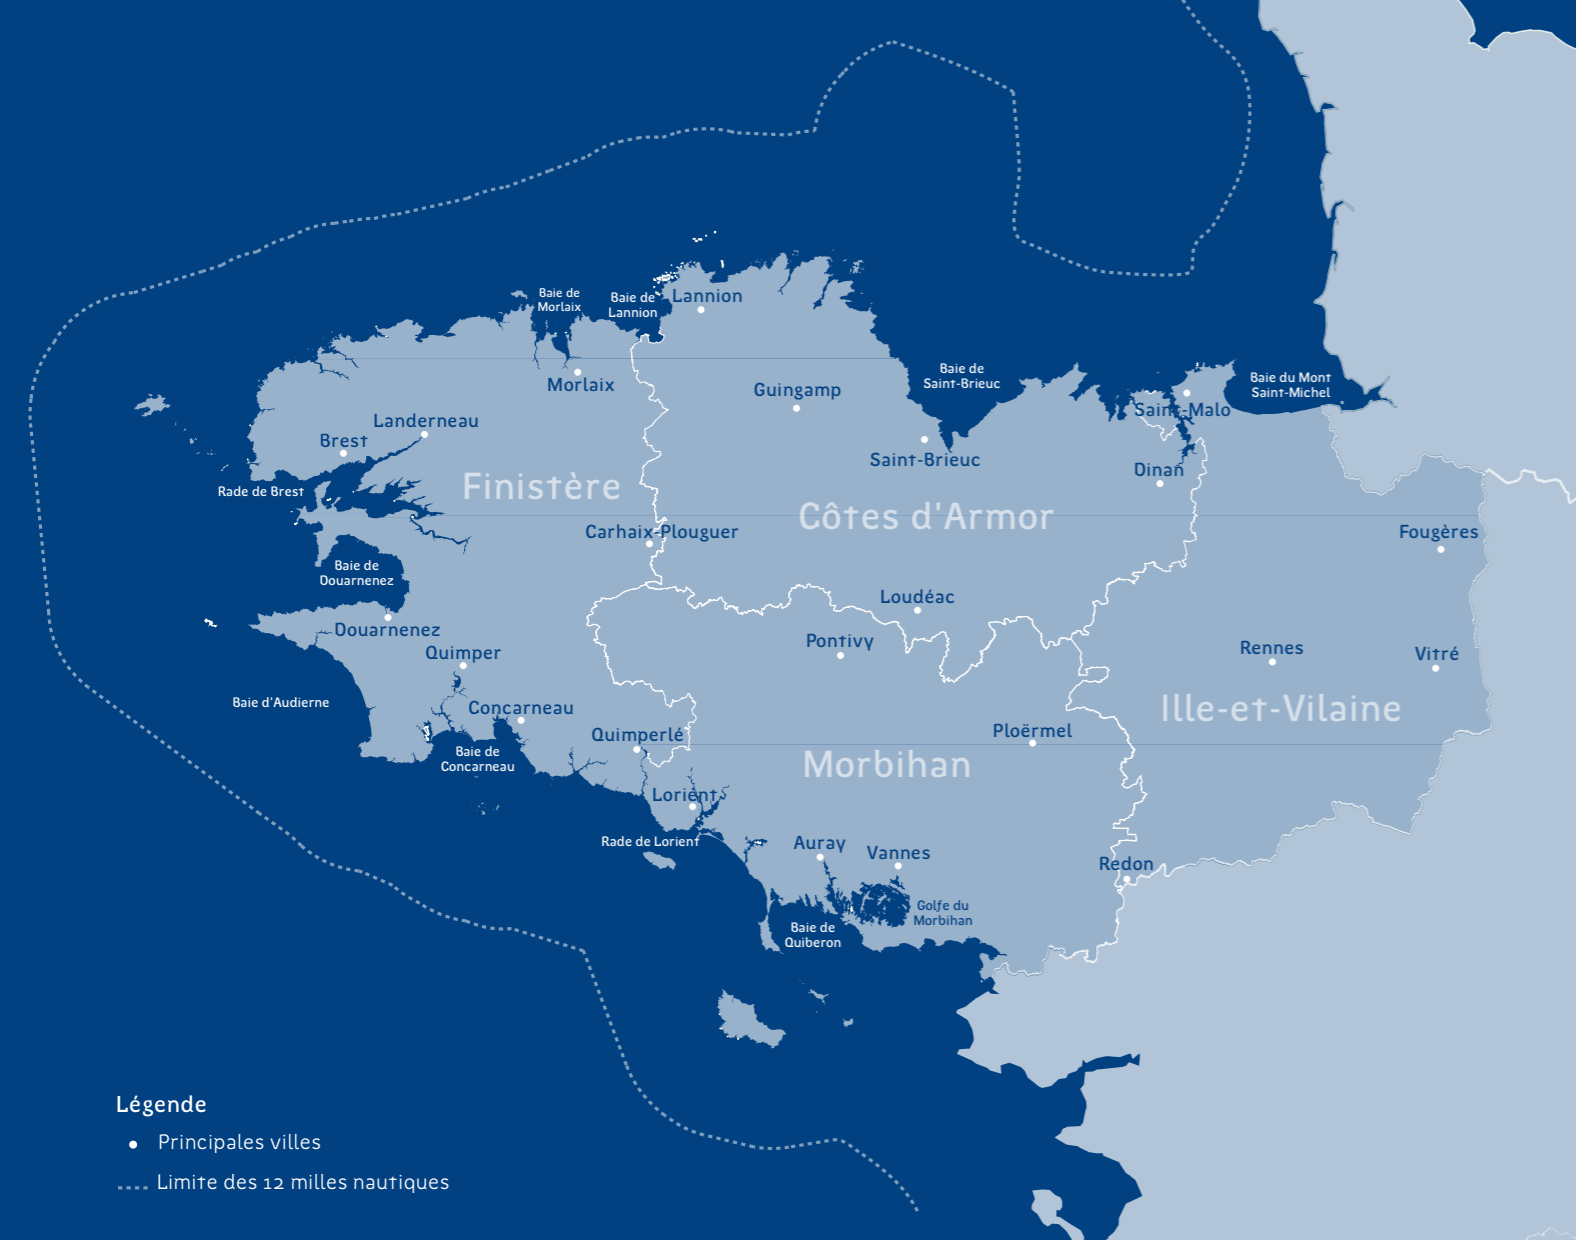 Baie de
Morlaix
Baie de
Lannion
Lannion
Morlaix
Guingamp
Baie de
Saint-Brieuc
Baie du Mont
Saint-Michel
Saint-Malo
Landerneau
Brest
Saint-Brieuc
Dinan
Rade de Brest
Finistère
Côtes d'Armor
Carhaix-Plouguer
Fougères
Baie de
Douarnenez
Loudéac
Douarnenez
Pontivy
Quimper
Rennes
Vitré
Baie d'Audierne
Concarneau
Ille-et-Vilaine
Quimperlé
Ploërmel
Baie de
Concarneau
Morbihan
Lorient
Rade de Lorient
Auray
Vannes
Redon
Golfe du
Morbihan
Baie de
Quiberon
Légende
Principales villes
Limite des 12 milles nautiques